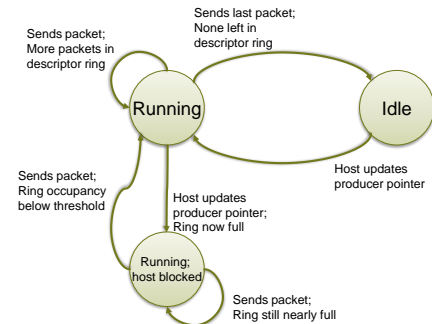 Sends packet;
More packets in
descriptor ring
Sends last packet;
None left in
descriptor ring
Running
Idle
Host updates
producer pointer
Sends packet;
Ring occupancy
below threshold
Host updates
producer pointer;
Ring now full
Running;
host blocked
Sends packet;
Ring still nearly full